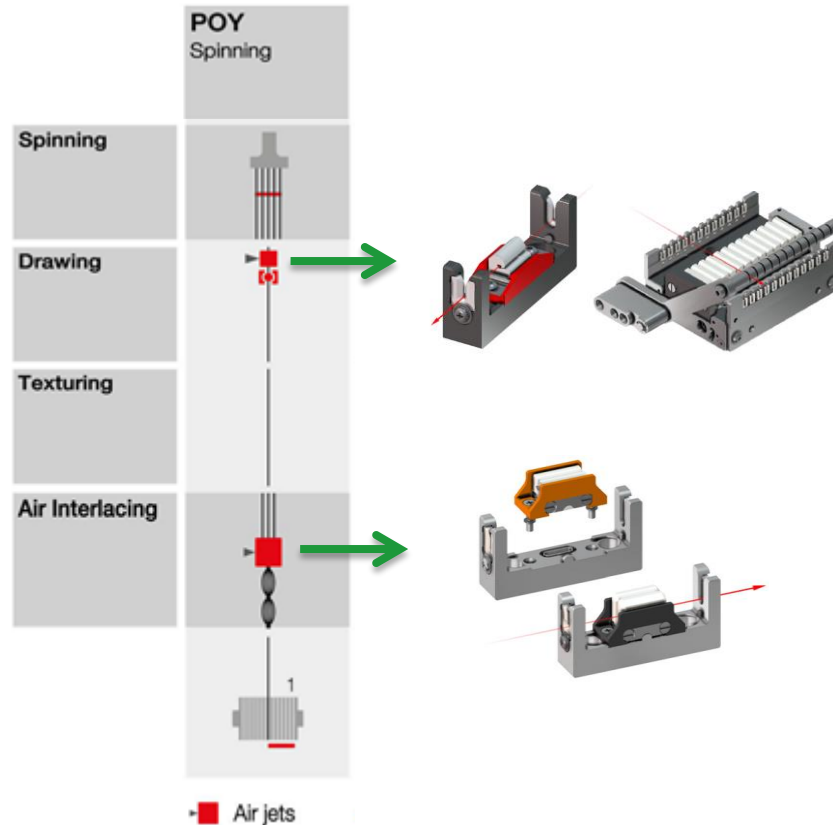 POY
Spinning
Spinning
Drawing
Texturing
Air Interlacing
1
Air jets